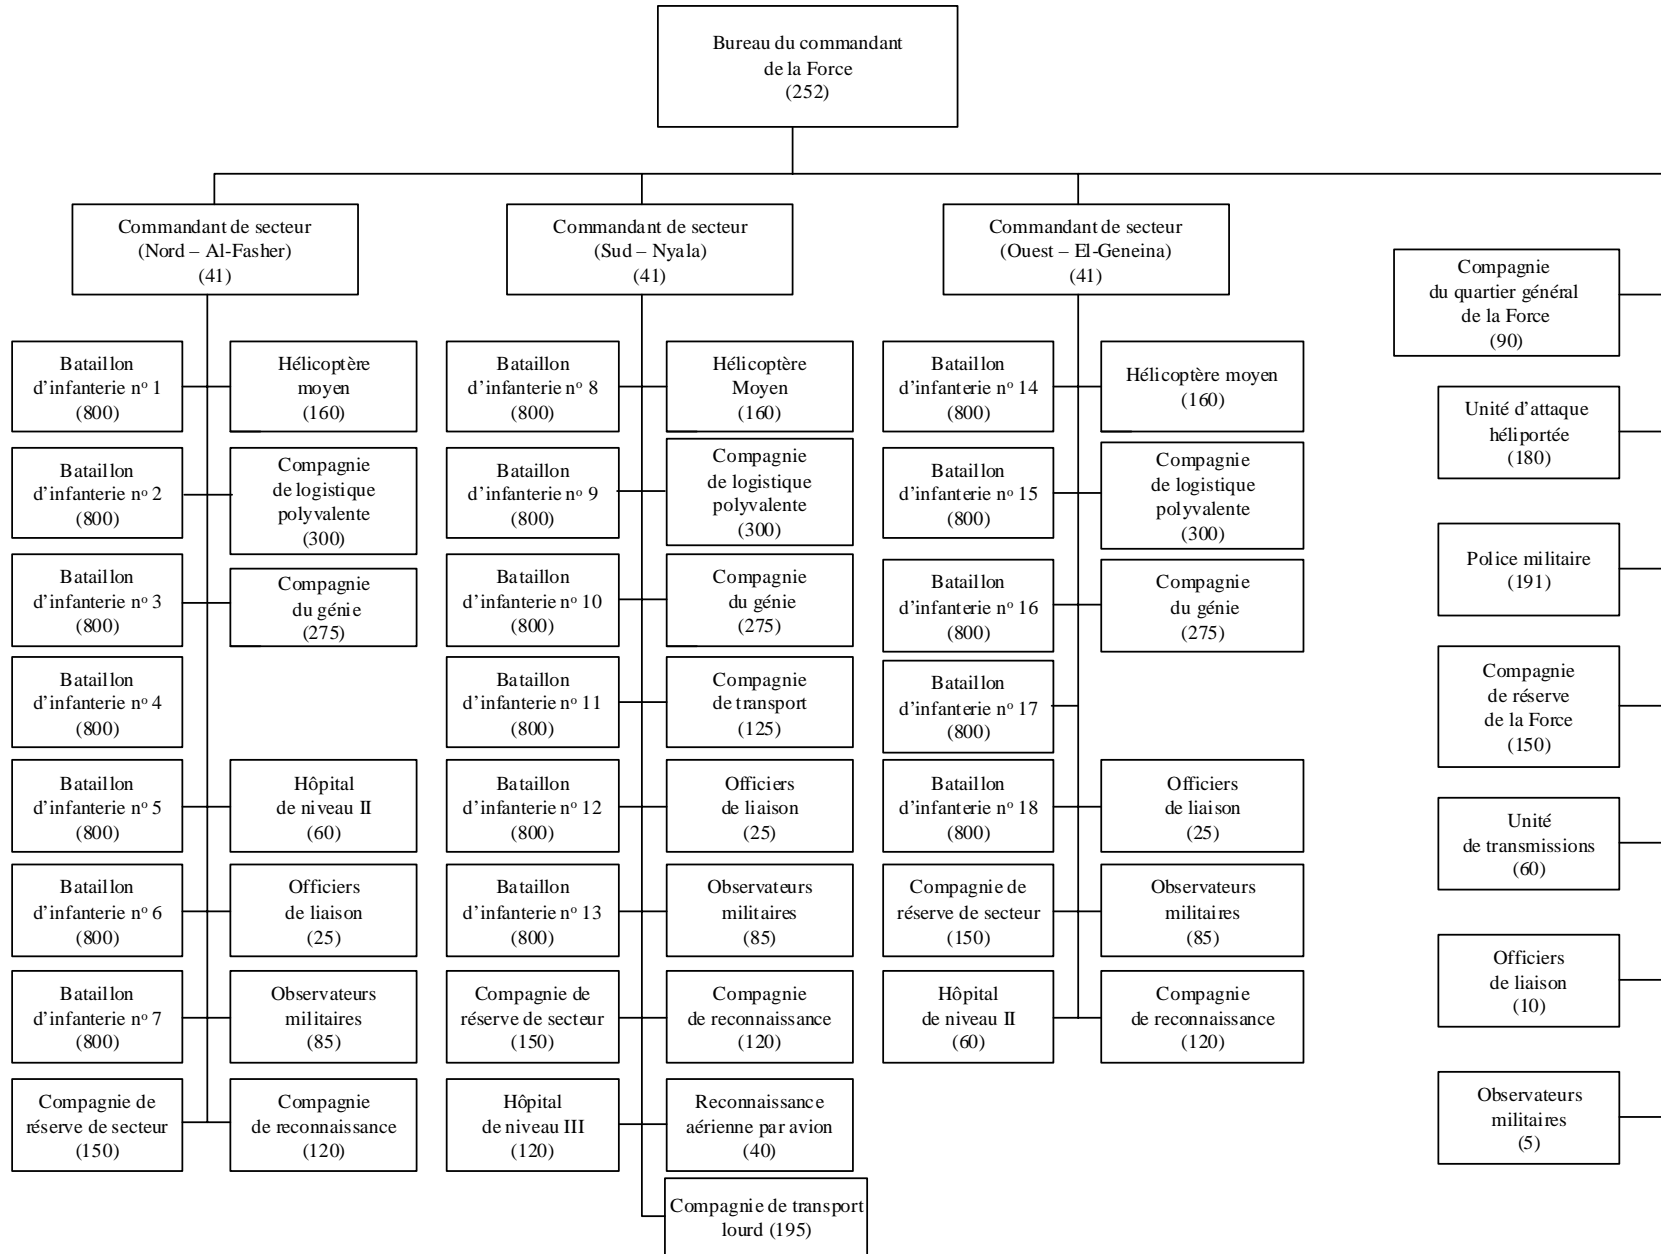 Bureau du commandant
de la Force
(252)
Commandant de secteur
(Nord – Al-Fasher)
(41)
Commandant de secteur
(Sud – Nyala)
(41)
Commandant de secteur
(Ouest – El-Geneina)
(41)
Bataillon
d’infanterie nº 1
(800)
Hélicoptère
moyen
(160)
Bataillon
d’infanterie nº 2
(800)
Compagnie
de logistique
polyvalente
(300)
Bataillon
d’infanterie nº 3
(800)
Compagnie
du génie
(275)
Bataillon
d’infanterie nº 4
(800)
Bataillon
d’infanterie nº 5
(800)
Hôpital
de niveau II
(60)
Bataillon
d’infanterie nº 6
(800)
Officiers
de liaison
(25)
Bataillon
d’infanterie nº 7
(800)
Observateurs
militaires
(85)
Compagnie de
réserve de secteur
(150)
Compagnie
de reconnaissance
(120)
Bataillon
d’infanterie nº 8
(800)
Hélicoptère
Moyen
(160)
Bataillon
d’infanterie nº 9
(800)
Compagnie
de logistique
polyvalente
(300)
Bataillon
d’infanterie nº 10
(800)
Compagnie
du génie
(275)
Bataillon
d’infanterie nº 11
(800)
Compagnie
de transport
(125)
Bataillon
d’infanterie nº 12
(800)
Officiers
de liaison
(25)
Bataillon
d’infanterie nº 13
(800)
Observateurs
militaires
(85)
Compagnie de
réserve de secteur
(150)
Compagnie
de reconnaissance
(120)
Hôpital
de niveau III
(120)
Reconnaissance
aérienne par avion
(40)
Compagnie de transport
lourd (195)
Bataillon
d’infanterie nº 14
(800)
Hélicoptère moyen
(160)
Bataillon
d’infanterie nº 15
(800)
Compagnie
de logistique
polyvalente
(300)
Bataillon
d’infanterie nº 16
(800)
Compagnie
du génie
(275)
Bataillon
d’infanterie nº 17
(800)
Bataillon
d’infanterie nº 18
(800)
Officiers
de liaison
(25)
Compagnie de
réserve de secteur
(150)
Observateurs
militaires
(85)
Hôpital
de niveau II
(60)
Compagnie
de reconnaissance
(120)
Compagnie
du quartier général
de la Force
(90)
Unité d’attaque
héliportée
(180)
Police militaire
(191)
Compagnie
de réserve
de la Force
(150)
Unité
de transmissions
(60)
Officiers
de liaison
(10)
Observateurs
militaires
(5)